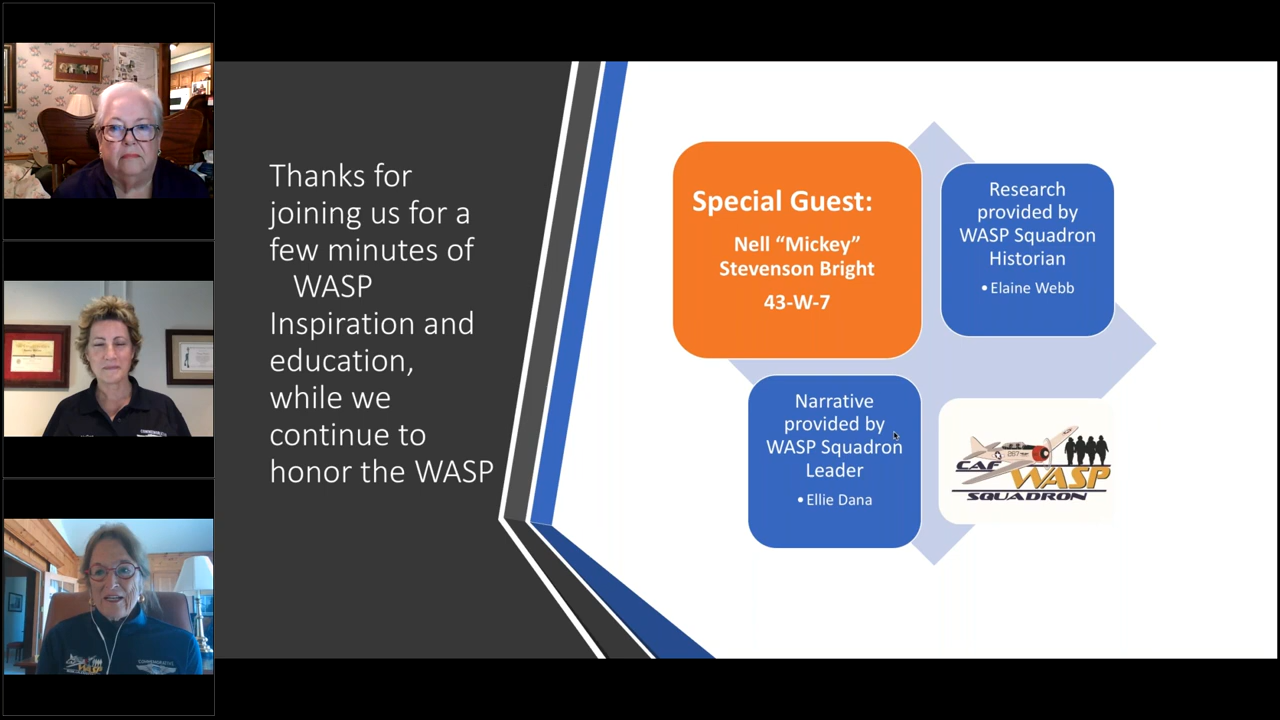 Thanks for
joining us for a
few minutes of
WASP
Inspiration and
education,
while we
continue to
honor the WASP
Special Guest:
Nell “Mickey”
Stevenson Bright
43-W-7
Research
provided by
WASP Squadron
Historian
• Elaine Webb
Narrative
provided by
WASP Squadron
Leader
• Ellie Dana
CAF
WASP
SQUADRON